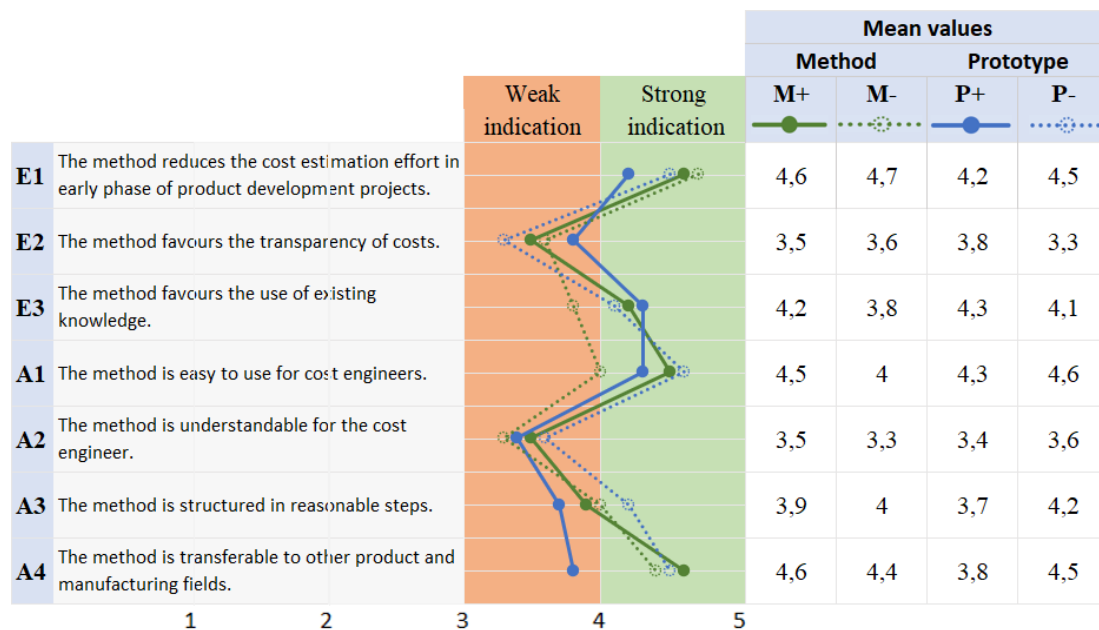 Mean values
Method Prototype
Weak indication Strong indication M+ M- P+ P-
E1 The method reduces the cost estimation effort in
early phase of product development projects. 4,6 4,7 4,2 4,5
E2 The method favours the transparency of costs. 3,5 3,6 3,8 3,3
E3 The method favours the use of existing
knowledge. 4,2 3,8 4,3 4,1
A1 The method is easy to use for cost engineers. 4,5 4 4,3 4,6
A2 The method is understandable for the cost
engineer. 3,5 3,3 3,4 3,6
A3 The method is structured in reasonable steps. 3,9 4 3,7 4,2
A4 The method is transferable to other product and
manufacturing fields. 4,6 4,4 3,8 4,5
1 2 3 4 5